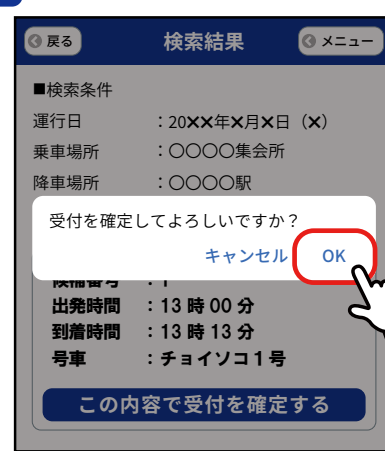 戻る 検索結果 メニュー
■検索条件
運行日 ：20✕✕年✕月✕日（✕）
乗車場所 ：〇〇〇〇集会所
降車場所 ：〇〇〇〇駅
受付を確定してよろしいですか？
キャンセル OK
候補番号 ：1
出発時間 ：13 時 00 分
到着時間 ：13 時 13 分
号車 ：チョイソコ１号
この内容で受付を確定する